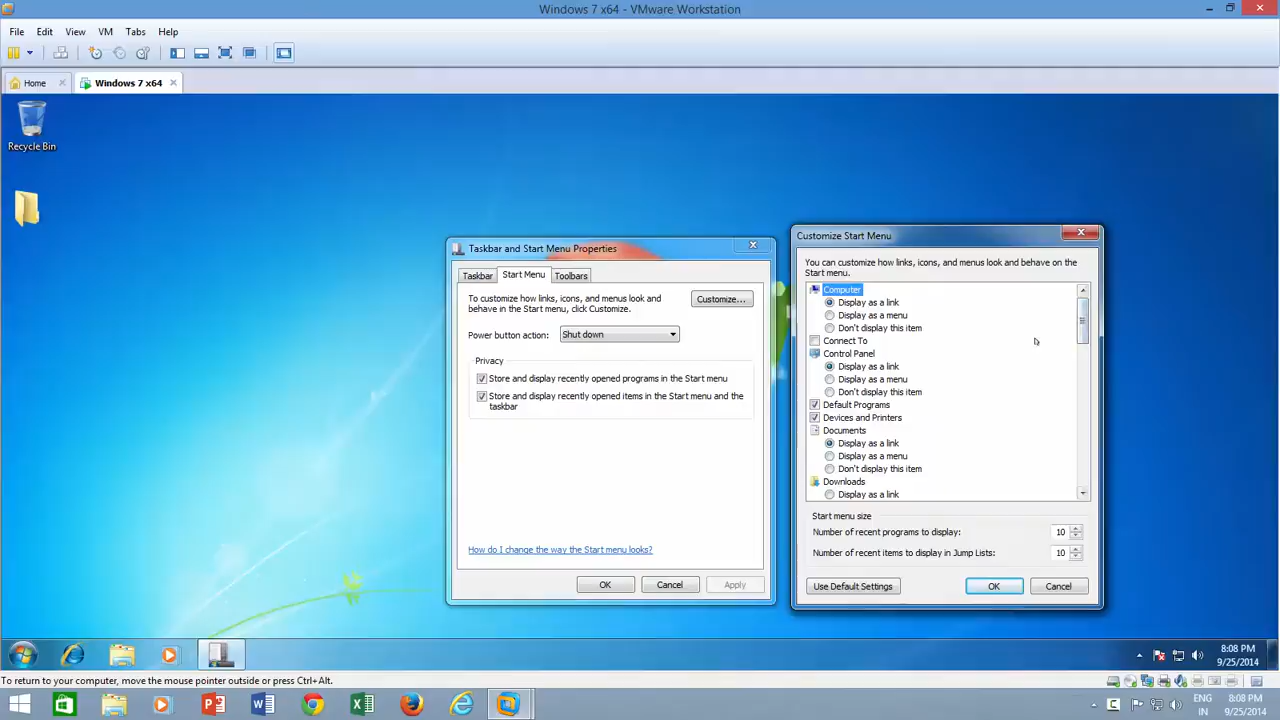 Windows 7 x64 - VMware Workstation
File Edit View VM Tabs Help
Home
Windows 7 x64
Recycle Bin
Taskbar and Start Menu Properties
Taskbar Start Menu Toolbars
To customize how links, icons, and menus look and
behave in the Start menu, click Customize.
Customize...
Power button action: Shut down
Privacy
Store and display recently opened programs in the Start menu
Store and display recently opened items in the Start menu and the
taskbar
How do I change the way the Start menu looks?
OK Cancel Apply
Customize Start Menu
You can customize how links, icons, and menus look and behave on the
Start menu.
Computer
Display as a link
Display as a menu
Don't display this item
Connect To
Control Panel
Display as a link
Display as a menu
Don't display this item
Default Programs
Devices and Printers
Documents
Display as a link
Display as a menu
Don't display this item
Downloads
Display as a link
Start menu size
Number of recent programs to display: 10
Number of recent items to display in Jump Lists: 10
Use Default Settings OK Cancel
8:08 PM
9/25/2014
To return to your computer, move the mouse pointer outside or press Ctrl+Alt.
ENG 8:08 PM
IN 9/25/2014